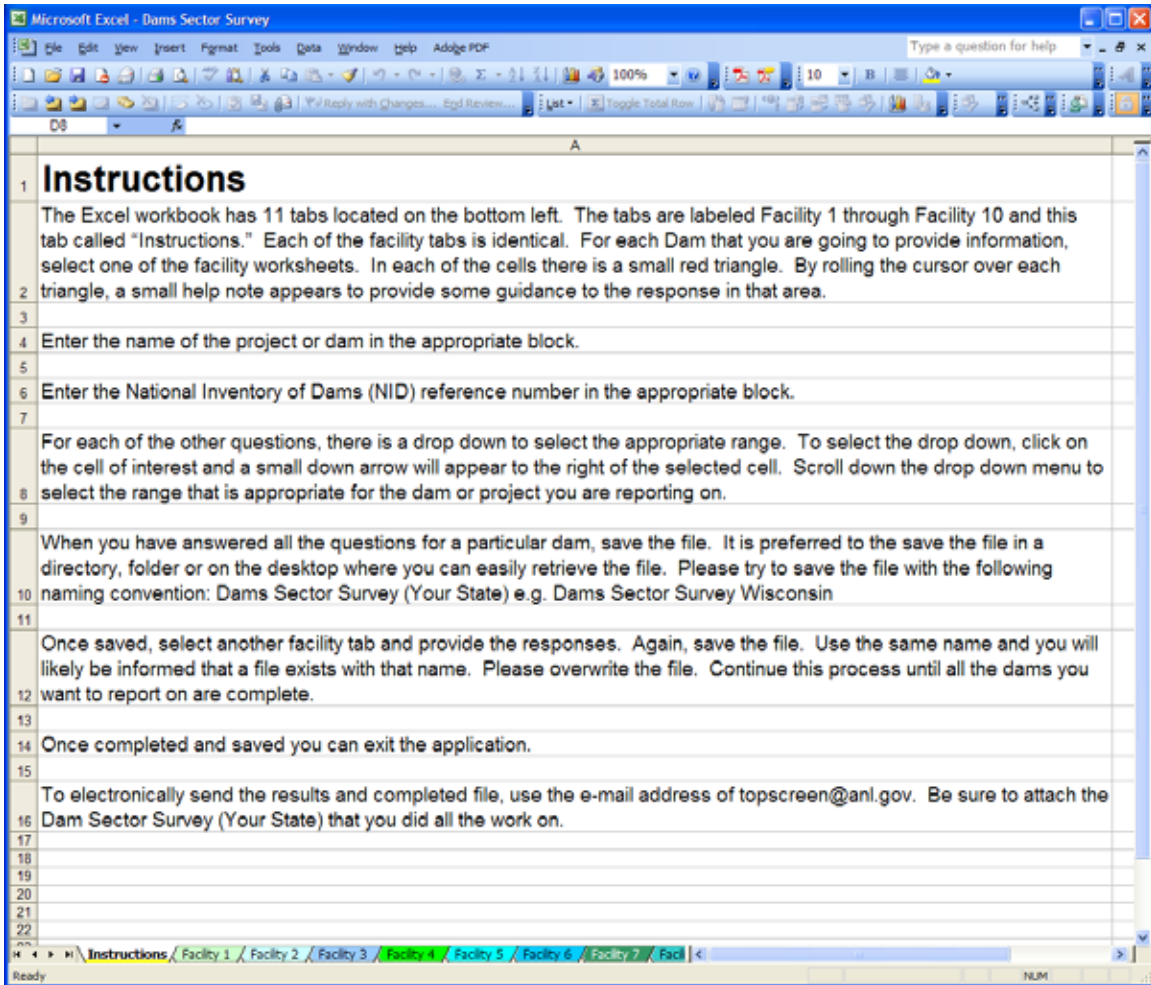 Microsoft Excel - Dams Sector Survey
File Edit View Insert Format Tools Data Window Help Adobe PDF Type a question for help
100% 10 B
Reply with Changes... End Review... List Toggle Total Row
D8 fx
A
1 Instructions
The Excel workbook has 11 tabs located on the bottom left. The tabs are labeled Facility 1 through Facility 10 and this
tab called “Instructions.” Each of the facility tabs is identical. For each Dam that you are going to provide information,
select one of the facility worksheets. In each of the cells there is a small red triangle. By rolling the cursor over each
2 triangle, a small help note appears to provide some guidance to the response in that area.
3
4 Enter the name of the project or dam in the appropriate block.
5
6 Enter the National Inventory of Dams (NID) reference number in the appropriate block.
7
For each of the other questions, there is a drop down to select the appropriate range. To select the drop down, click on
the cell of interest and a small down arrow will appear to the right of the selected cell. Scroll down the drop down menu to
8 select the range that is appropriate for the dam or project you are reporting on.
9
When you have answered all the questions for a particular dam, save the file. It is preferred to the save the file in a
directory, folder or on the desktop where you can easily retrieve the file. Please try to save the file with the following
10 naming convention: Dams Sector Survey (Your State) e.g. Dams Sector Survey Wisconsin
11
Once saved, select another facility tab and provide the responses. Again, save the file. Use the same name and you will
likely be informed that a file exists with that name. Please overwrite the file. Continue this process until all the dams you
12 want to report on are complete.
13
14 Once completed and saved you can exit the application.
15
To electronically send the results and completed file, use the e-mail address of topscreen@anl.gov. Be sure to attach the
16 Dam Sector Survey (Your State) that you did all the work on.
17
18
19
20
21
22
Instructions Facility 1 Facility 2 Facility 3 Facility 4 Facility 5 Facility 6 Facility 7 Facil
Ready NUM